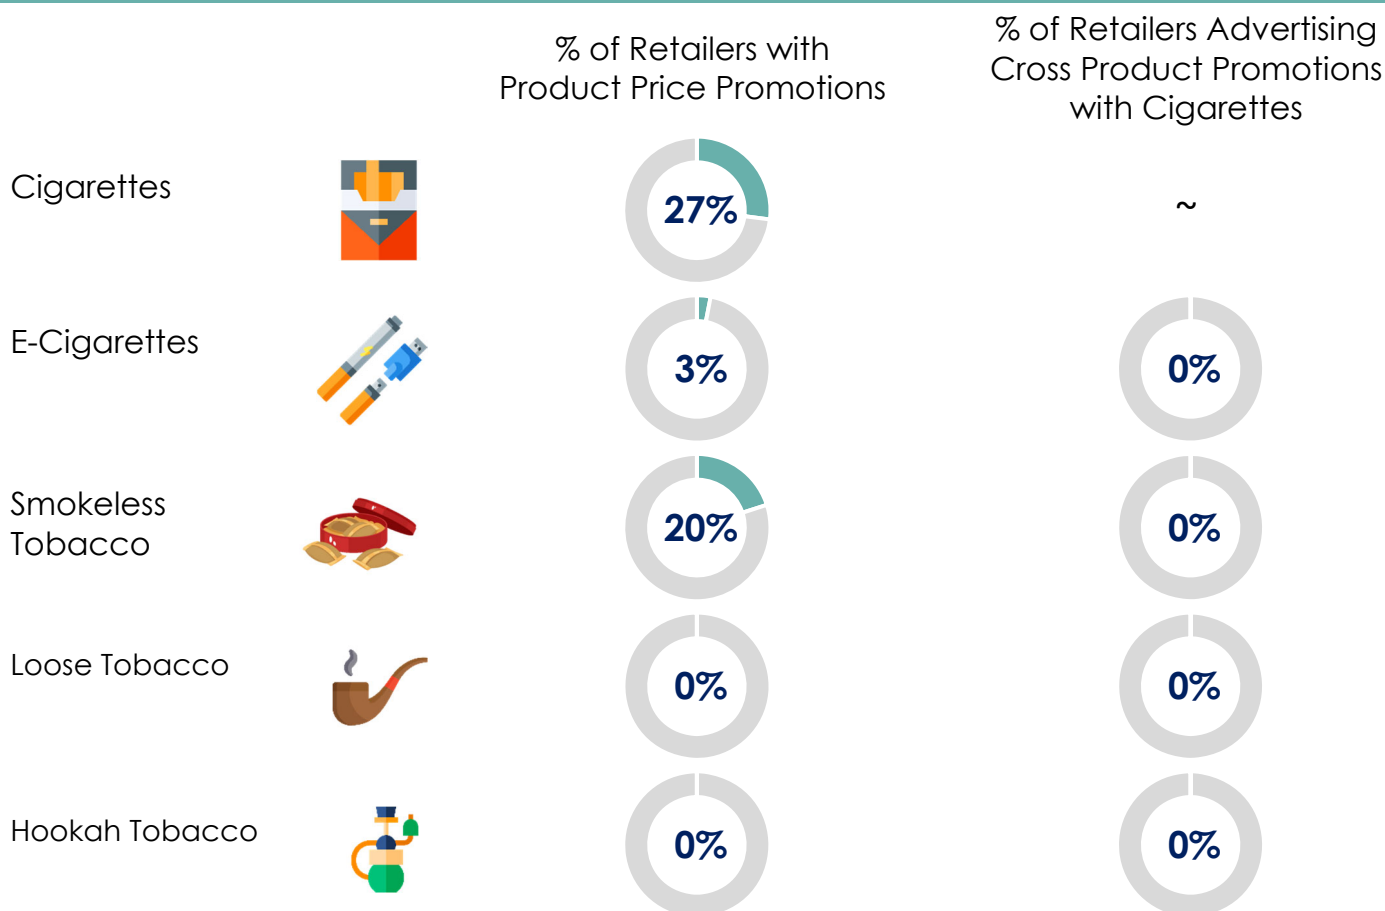 % of Retailers with
Product Price Promotions
% of Retailers Advertising
Cross Product Promotions
with Cigarettes
Cigarettes
27%
~
E-Cigarettes
3%
0%
Smokeless
Tobacco
20%
0%
Loose Tobacco
0%
0%
Hookah Tobacco
0%
0%